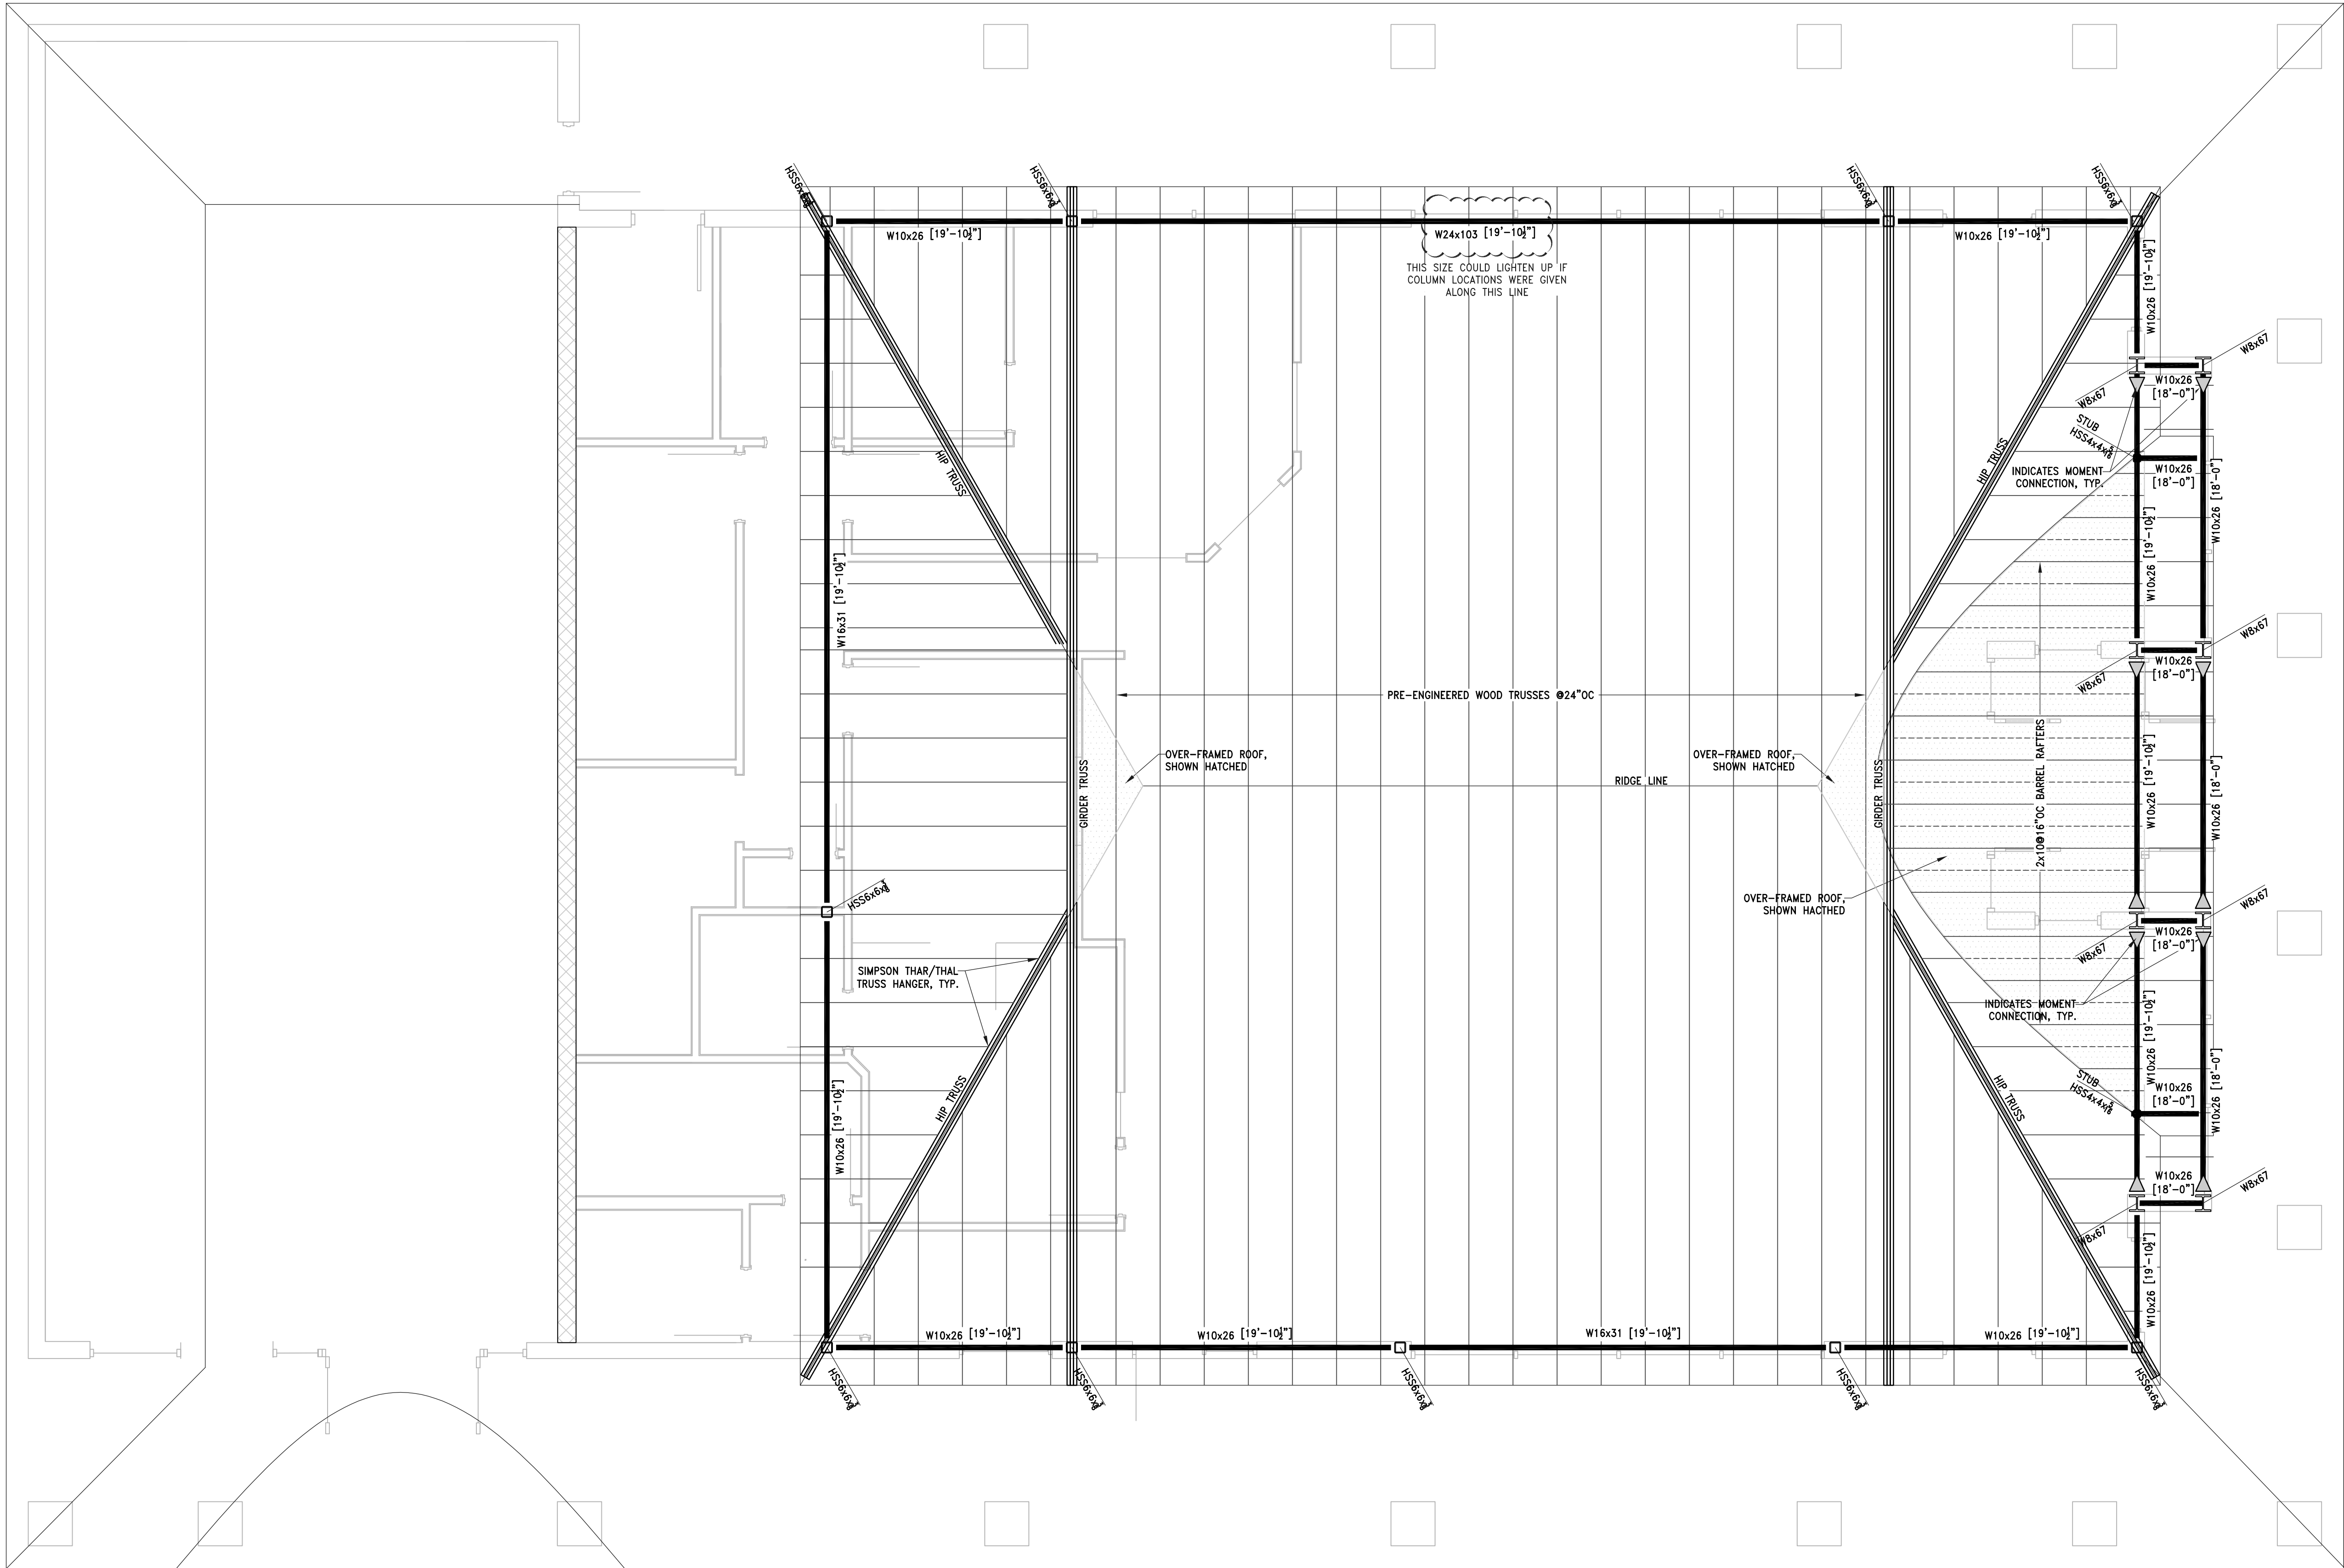 HSS6x6x3/8
HSS6x6x3/8
HSS6x6x3/8
HSS6x6x3/8
W10x26 [19'-10½"]
W24x103 [19'-10½"]
W10x26 [19'-10½"]
THIS SIZE COULD LIGHTEN UP IF
COLUMN LOCATIONS WERE GIVEN
ALONG THIS LINE
W10x26 [19'-10½"]
W8x67
W10x26
[18'-0"]
W8x67
STUB
HSS4x4x5/16
INDICATES MOMENT
CONNECTION, TYP.
W10x26
[18'-0"]
W10x26 [18'-0"]
HIP TRUSS
HIP TRUSS
W16x31 [19'-10½"]
W10x26 [19'-10½"]
W8x67
W10x26
[18'-0"]
W8x67
PRE-ENGINEERED WOOD TRUSSES @24"OC
OVER-FRAMED ROOF,
SHOWN HATCHED
OVER-FRAMED ROOF,
SHOWN HATCHED
RIDGE LINE
GIRDER TRUSS
GIRDER TRUSS
2x10@16"OC BARREL RAFTERS
W10x26 [19'-10½"]
W10x26 [18'-0"]
HSS6x6x3/8
OVER-FRAMED ROOF,
SHOWN HACTHED
W8x67
W10x26
[18'-0"]
W8x67
SIMPSON THAR/THAL
TRUSS HANGER, TYP.
INDICATES MOMENT
CONNECTION, TYP.
W10x26 [19'-10½"]
W10x26 [18'-0"]
HIP TRUSS
HIP TRUSS
STUB
HSS4x4x5/16
W10x26
[18'-0"]
W10x26 [19'-10½"]
W10x26
[18'-0"]
W8x67
W8x67
W10x26 [19'-10½"]
W10x26 [19'-10½"]
W10x26 [19'-10½"]
W16x31 [19'-10½"]
W10x26 [19'-10½"]
HSS6x6x3/8
HSS6x6x3/8
HSS6x6x3/8
HSS6x6x3/8
HSS6x6x3/8